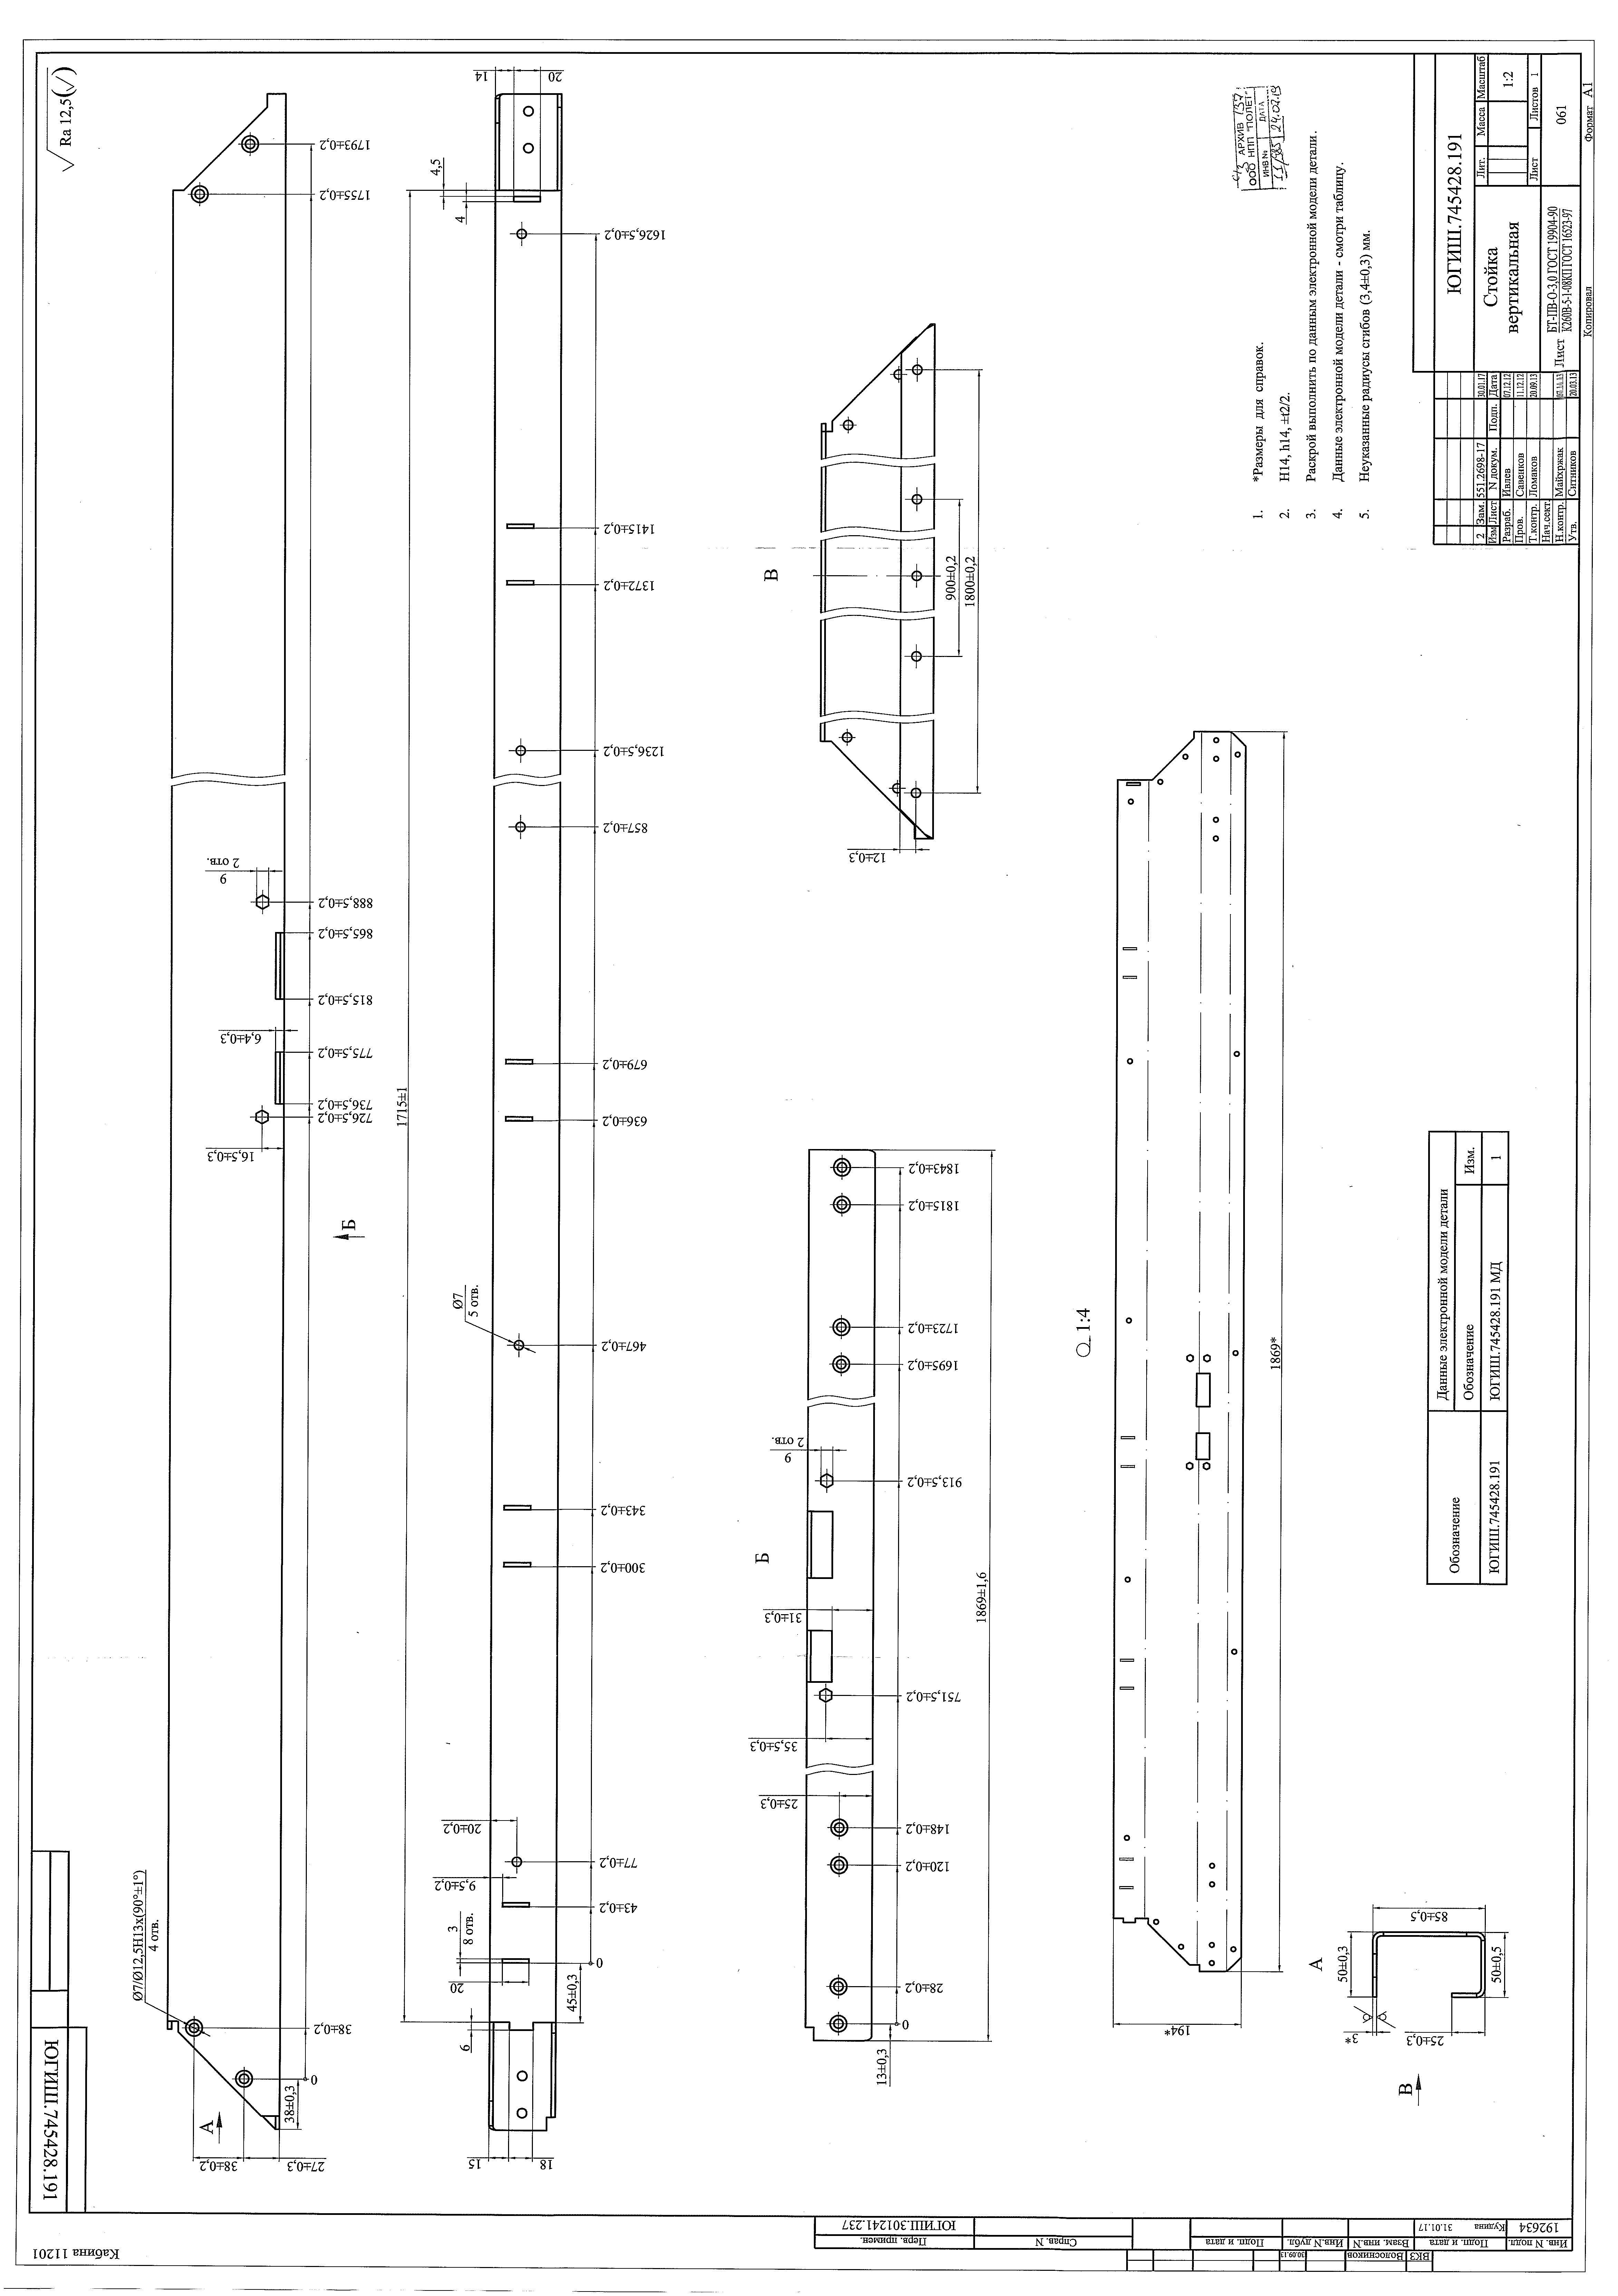 Кабина 11201
ЮГИШ.745428.191
Ra 12,5(√)
Ø7/Ø12,5H13x(90°±1°)
4 отв.
А
38±0,2
27±0,3
38±0,3
0
38±0,2
16,5±0,3
726,5±0,2
736,5±0,2
775,5±0,2
6,4±0,3
815,5±0,2
865,5±0,2
888,5±0,2
9
2 отв.
1755±0,2
1793±0,2
Б
1715±1
15
18
6
45±0,3
20
3
8 отв.
0
9,5±0,2
43±0,2
20±0,2
77±0,2
300±0,2
343±0,2
Ø7
5 отв.
467±0,2
636±0,2
679±0,2
857±0,2
1236,5±0,2
1372±0,2
1415±0,2
1626,5±0,2
4
4,5
14
20
Б
13±0,3
0
28±0,2
120±0,2
148±0,2
25±0,3
35,5±0,3
751,5±0,2
31±0,3
913,5±0,2
9
2 отв.
1695±0,2
1723±0,2
1815±0,2
1843±0,2
1869±1,6
В
12±0,3
900±0,2
1800±0,2
1:4
194*
1869*
А
50±0,3
85±0,5
50±0,5
25±0,3
3*
В
Обозначение
Данные электронной модели детали
Обозначение
Изм.
ЮГИШ.745428.191
ЮГИШ.745428.191 МД
1
АРХИВ
ООО НПП "ПОЛЕТ"
ИНВ №
ДАТА
1. *Размеры для справок.
2. H14, h14, ±t2/2.
3. Раскрой выполнить по данным электронной модели детали.
4. Данные электронной модели детали - смотри таблицу.
5. Неуказанные радиусы сгибов (3,4±0,3) мм.
ЮГИШ.745428.191
2 Зам. 551.2698-17 30.01.17
Изм Лист N докум. Подп. Дата
Разраб. Ивлев 07.12.12
Пров. Савенков 11.12.12
Т.контр. Ломаков 20.09.13
Нач.сект.
Н.контр. Майхржак
Утв. Ситников 20.03.13
Стойка
вертикальная
Лит. Масса Масштаб
1:2
Лист Листов 1
Лист БТ-ПВ-О-3,0 ГОСТ 19904-90
К260В-5-1-08КП ГОСТ 16523-97
061
Копировал Формат А1
Перв. примен.
ЮГИШ.301241.237
Справ. N
Подп. и дата
Инв.N дубл.
Взам. инв.N
Подп. и дата
Кудина 31.01.17
Инв. N подл.
192634
ВКЗ Волосников 30.09.13